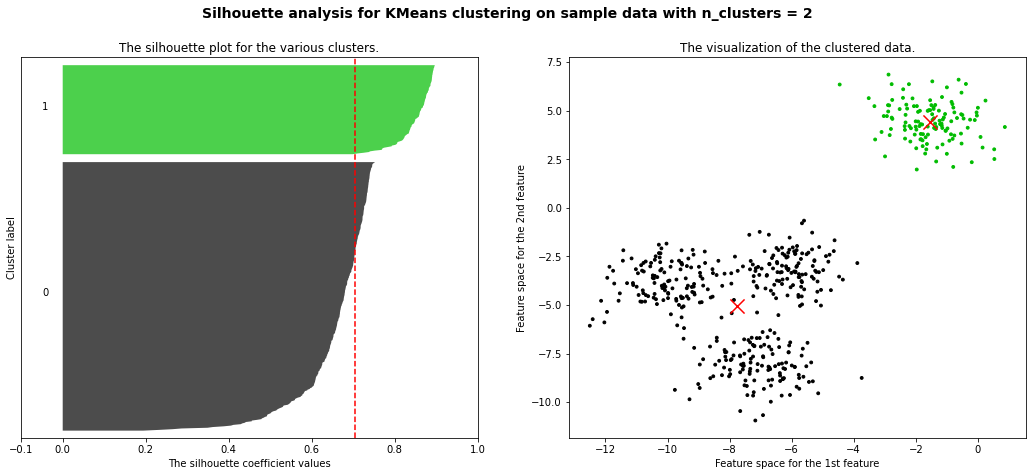 Silhouette analysis for KMeans clustering on sample data with n_clusters = 2
The silhouette plot for the various clusters.
1
0
Cluster label
−0.1 0.0 0.2 0.4 0.6 0.8 1.0
The silhouette coefficient values
The visualization of the clustered data.
7.5
5.0
2.5
0.0
−2.5
−5.0
−7.5
−10.0
Feature space for the 2nd feature
−12 −10 −8 −6 −4 −2 0
Feature space for the 1st feature